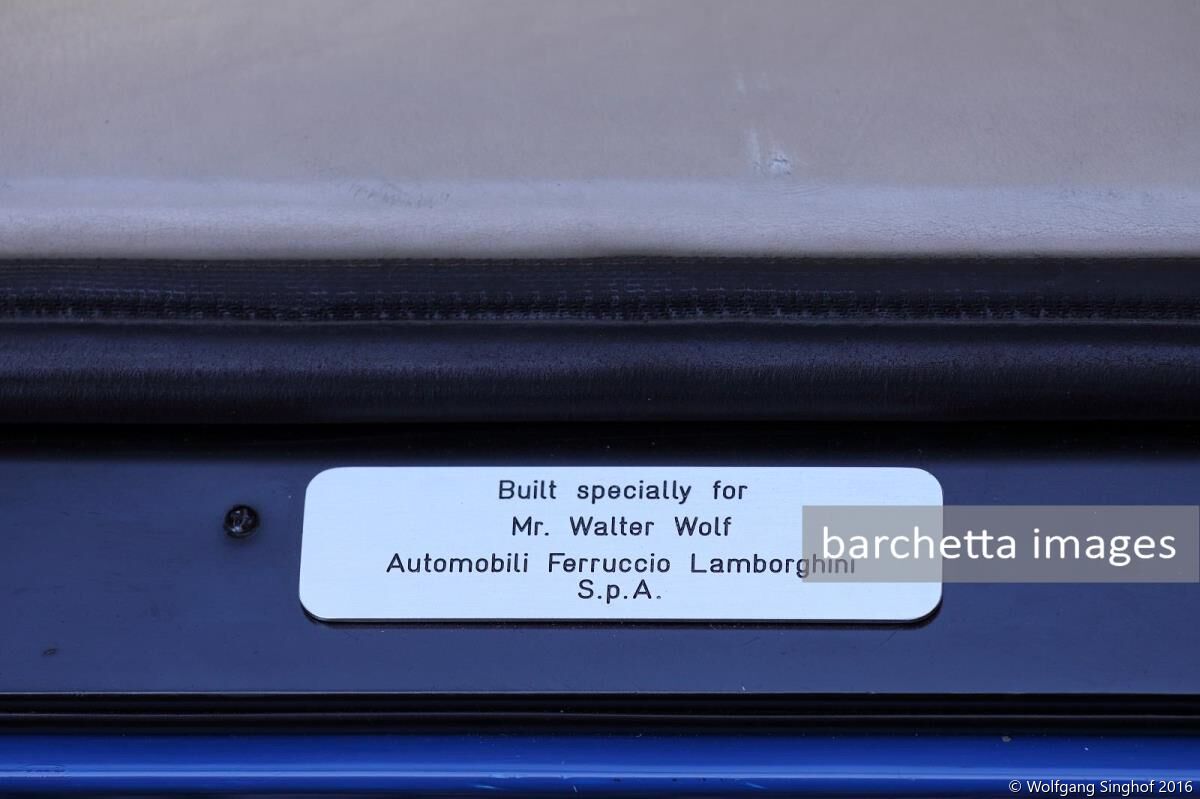 Built specially for
Mr. Walter Wolf
Automobili Ferruccio Lamborghini
S.p.A.
barchetta images
© Wolfgang Singhof 2016